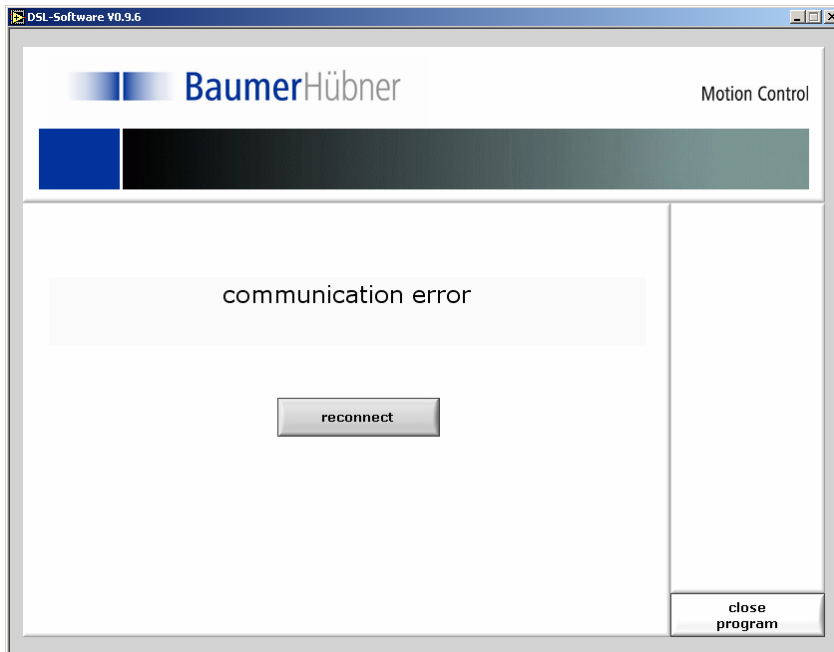 DSL-Software V0.9.6
BaumerHübner
Motion Control
communication error
reconnect
close
program